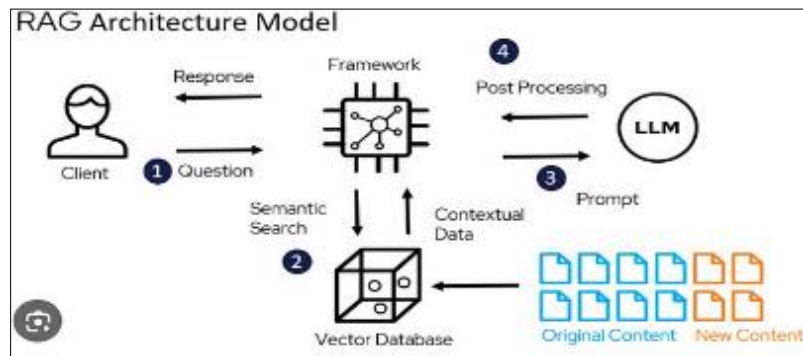 RAG Architecture Model
4
Framework
Response
Post Processing
LLM
Client
1
Question
3
Prompt
Semantic
Search
Contextual
Data
2
Vector Database
Original Content
New Content